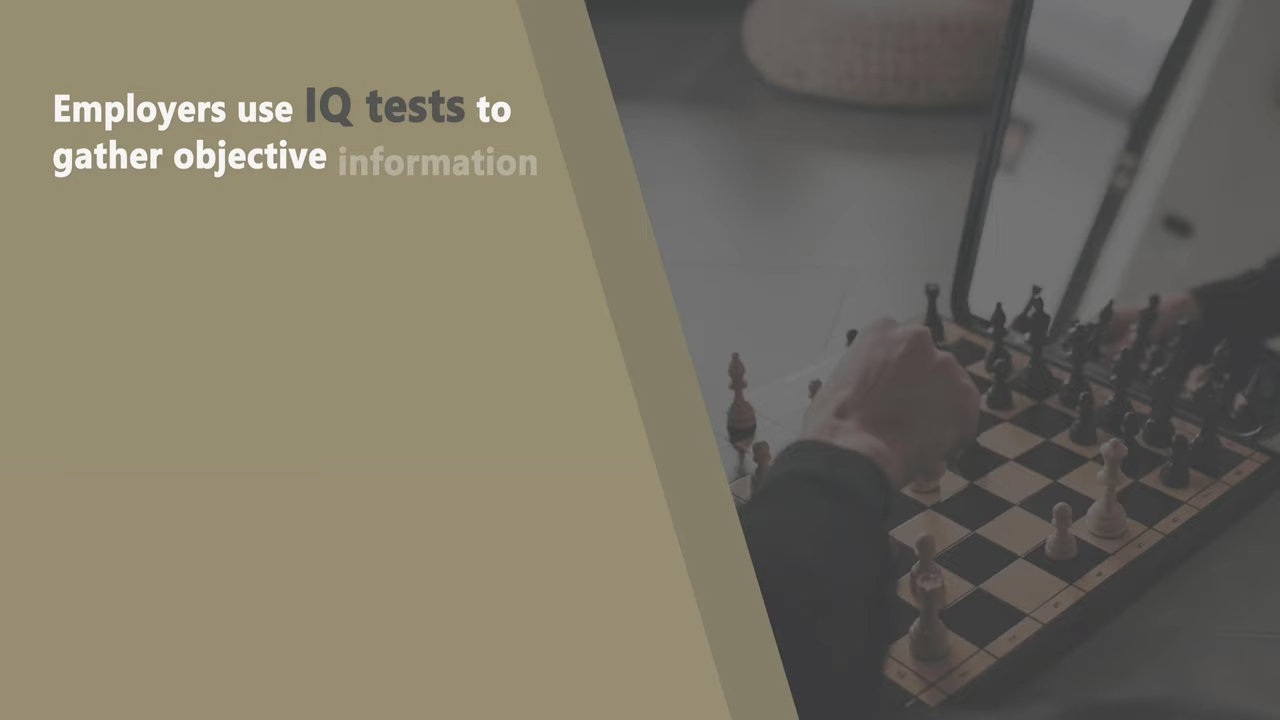 Employers use IQ tests to
gather objective information